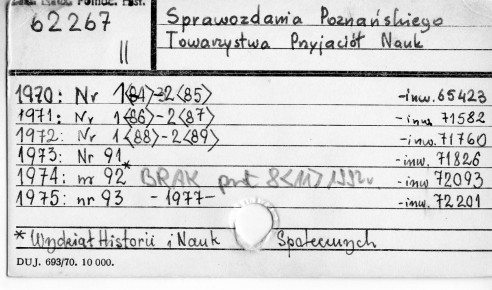 62267
II
Sprawozdania Poznańskiego
Towarzystwa Przyjaciół Nauk
1970: Nr 1<84>-2<85> -inw. 65423
1971: Nr 1<86>-2<87> -inw. 71582
1972: Nr 1<88>-2<89> -inw. 71760
1973: Nr 91 -inw. 71826
1974: nr 92* BRAK -inw. 72093
1975: nr 93 -1977- -inw. 72201
* Wydział Historii i Nauk Społecznych
DUJ. 693/70. 10 000.